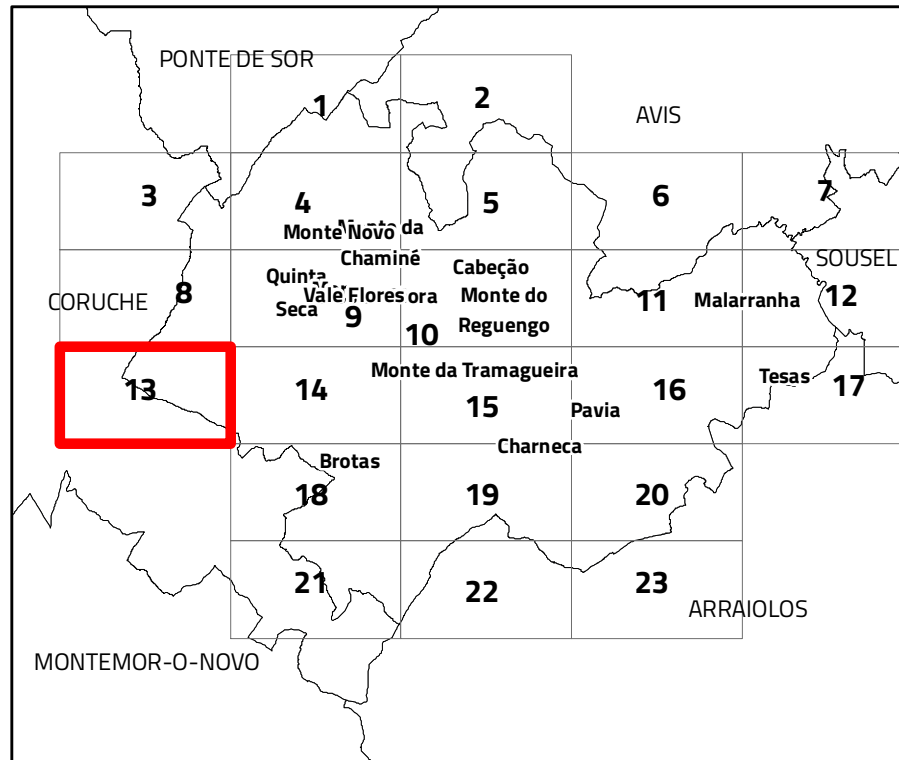 PONTE DE SOR
1
2
AVIS
3
4
5
6
7
Monte Novo
da
Chaminé
Cabeção
SOUSEL
Quinta
Seca
Vale Flores
ora
Monte do
Reguengo
CORUCHE
8
9
10
11
Malarranha
12
13
14
Monte da Tramagueira
15
Pavia
16
Tesas
17
Charneca
Brotas
18
19
20
21
22
23
ARRAIOLOS
MONTEMOR-O-NOVO